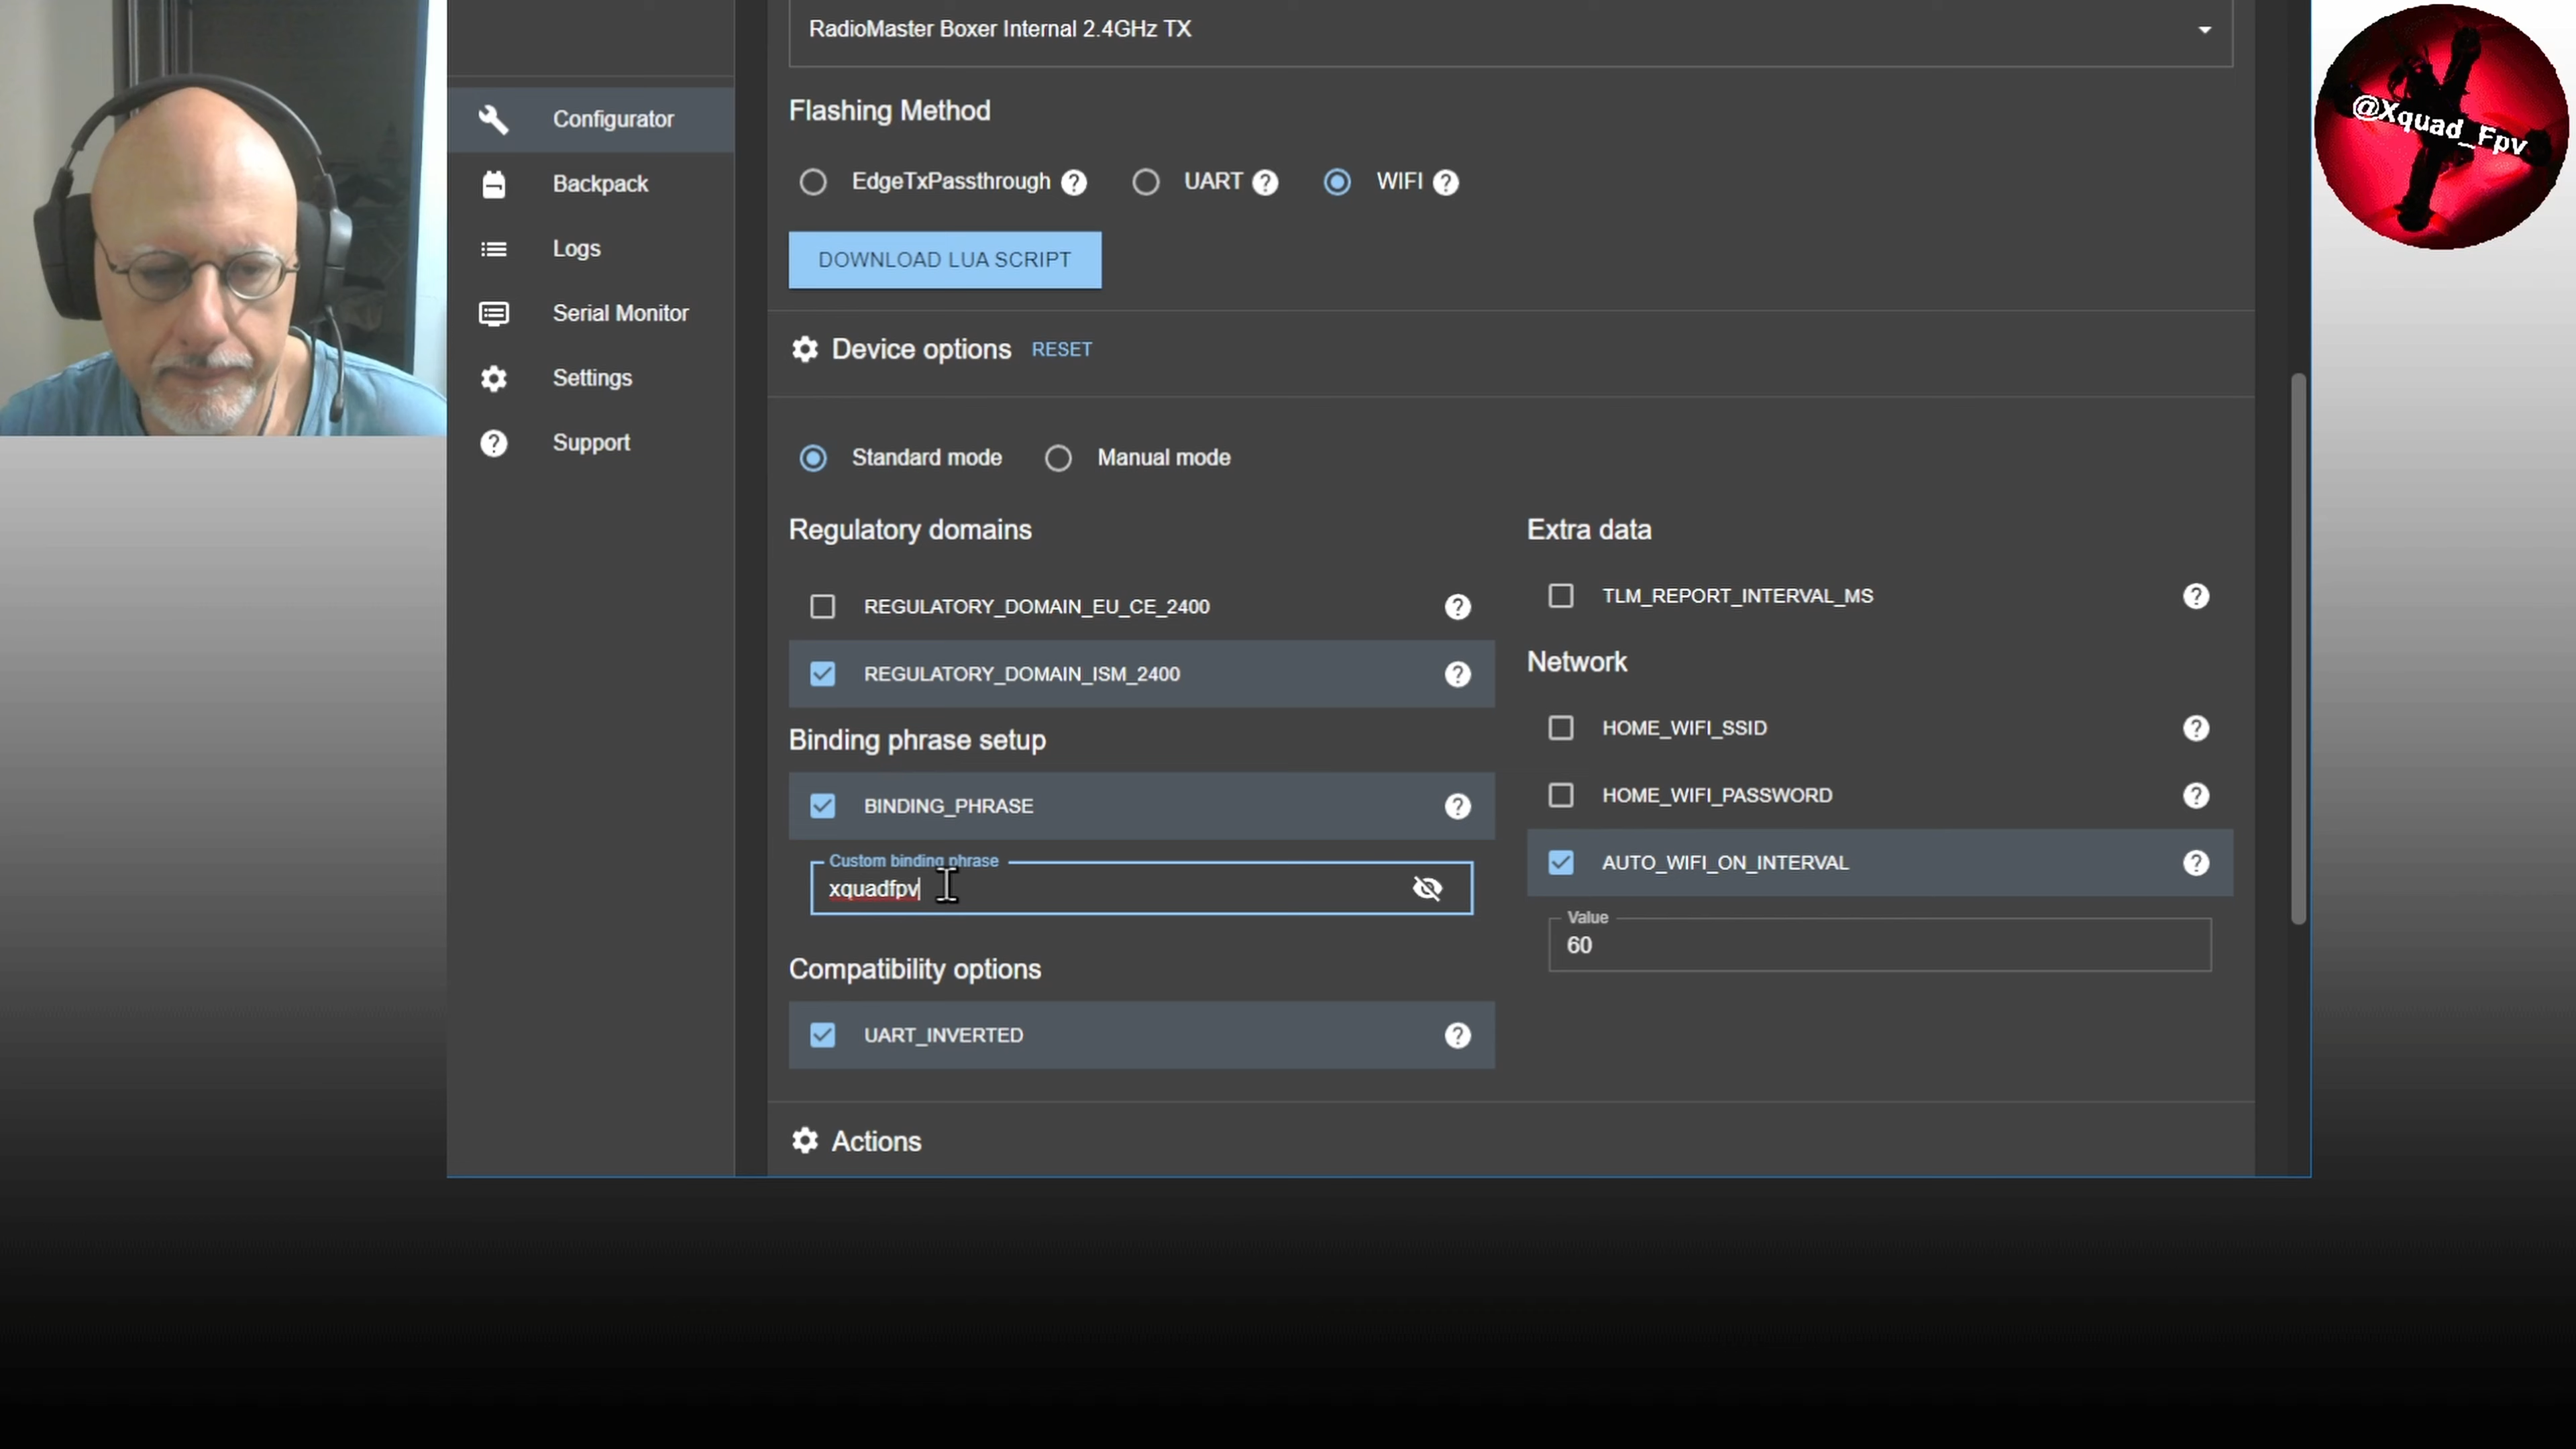 RadioMaster Boxer Internal 2.4GHz TX
@Xquad_Fpv
Configurator
Backpack
Logs
Serial Monitor
Settings
Support
Flashing Method
EdgeTxPassthrough ? UART ? WIFI ?
DOWNLOAD LUA SCRIPT
Device options RESET
Standard mode Manual mode
Regulatory domains
REGULATORY_DOMAIN_EU_CE_2400 ?
REGULATORY_DOMAIN_ISM_2400 ?
Binding phrase setup
BINDING_PHRASE ?
Custom binding phrase
xquadfpv
Compatibility options
UART_INVERTED ?
Extra data
TLM_REPORT_INTERVAL_MS ?
Network
HOME_WIFI_SSID ?
HOME_WIFI_PASSWORD ?
AUTO_WIFI_ON_INTERVAL ?
Value
60
Actions